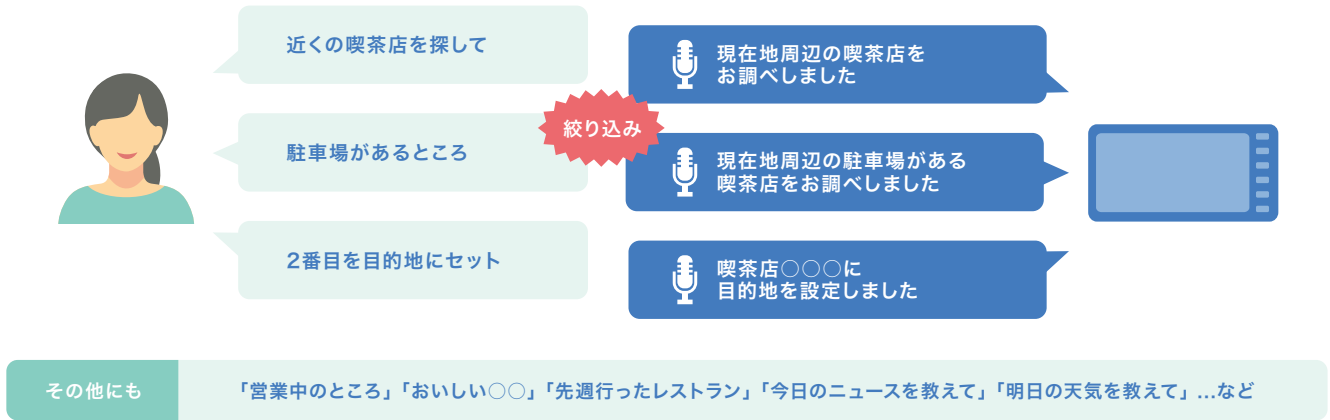 近くの喫茶店を探して
現在地周辺の喫茶店を
お調べしました
絞り込み
駐車場があるところ
現在地周辺の駐車場がある
喫茶店をお調べしました
2番目を目的地にセット
喫茶店○○○に
目的地を設定しました
その他にも
「営業中のところ」「おいしい○○」「先週行ったレストラン」「今日のニュースを教えて」「明日の天気を教えて」...など